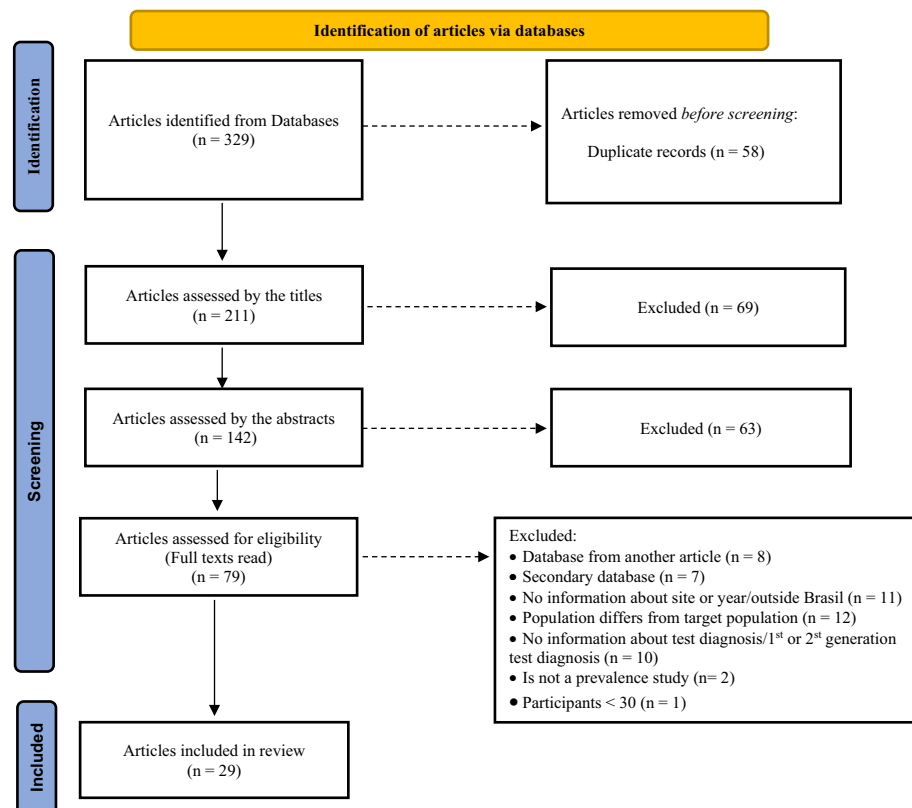 Identification of articles via databases
Identification
Articles identified from Databases
(n = 329)
Articles removed before screening:
Duplicate records (n = 58)
Screening
Articles assessed by the titles
(n = 211)
Excluded (n = 69)
Articles assessed by the abstracts
(n = 142)
Excluded (n = 63)
Articles assessed for eligibility
(Full texts read)
(n = 79)
Excluded:
• Database from another article (n = 8)
• Secondary database (n = 7)
• No information about site or year/outside Brasil (n = 11)
• Population differs from target population (n = 12)
• No information about test diagnosis/1st or 2st generation
test diagnosis (n = 10)
• Is not a prevalence study (n= 2)
• Participants < 30 (n = 1)
Included
Articles included in review
(n = 29)